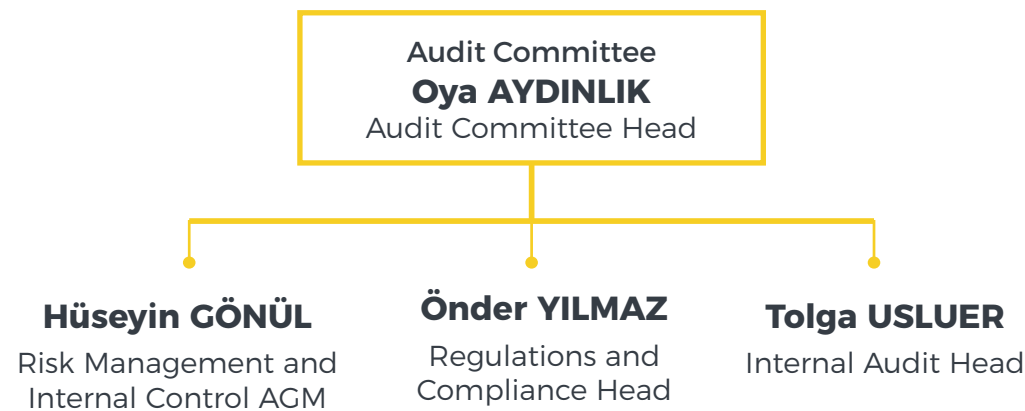 Audit Committee
Oya AYDINLIK
Audit Committee Head
Hüseyin GÖNÜL
Risk Management and
Internal Control AGM
Önder YILMAZ
Regulations and
Compliance Head
Tolga USLUER
Internal Audit Head